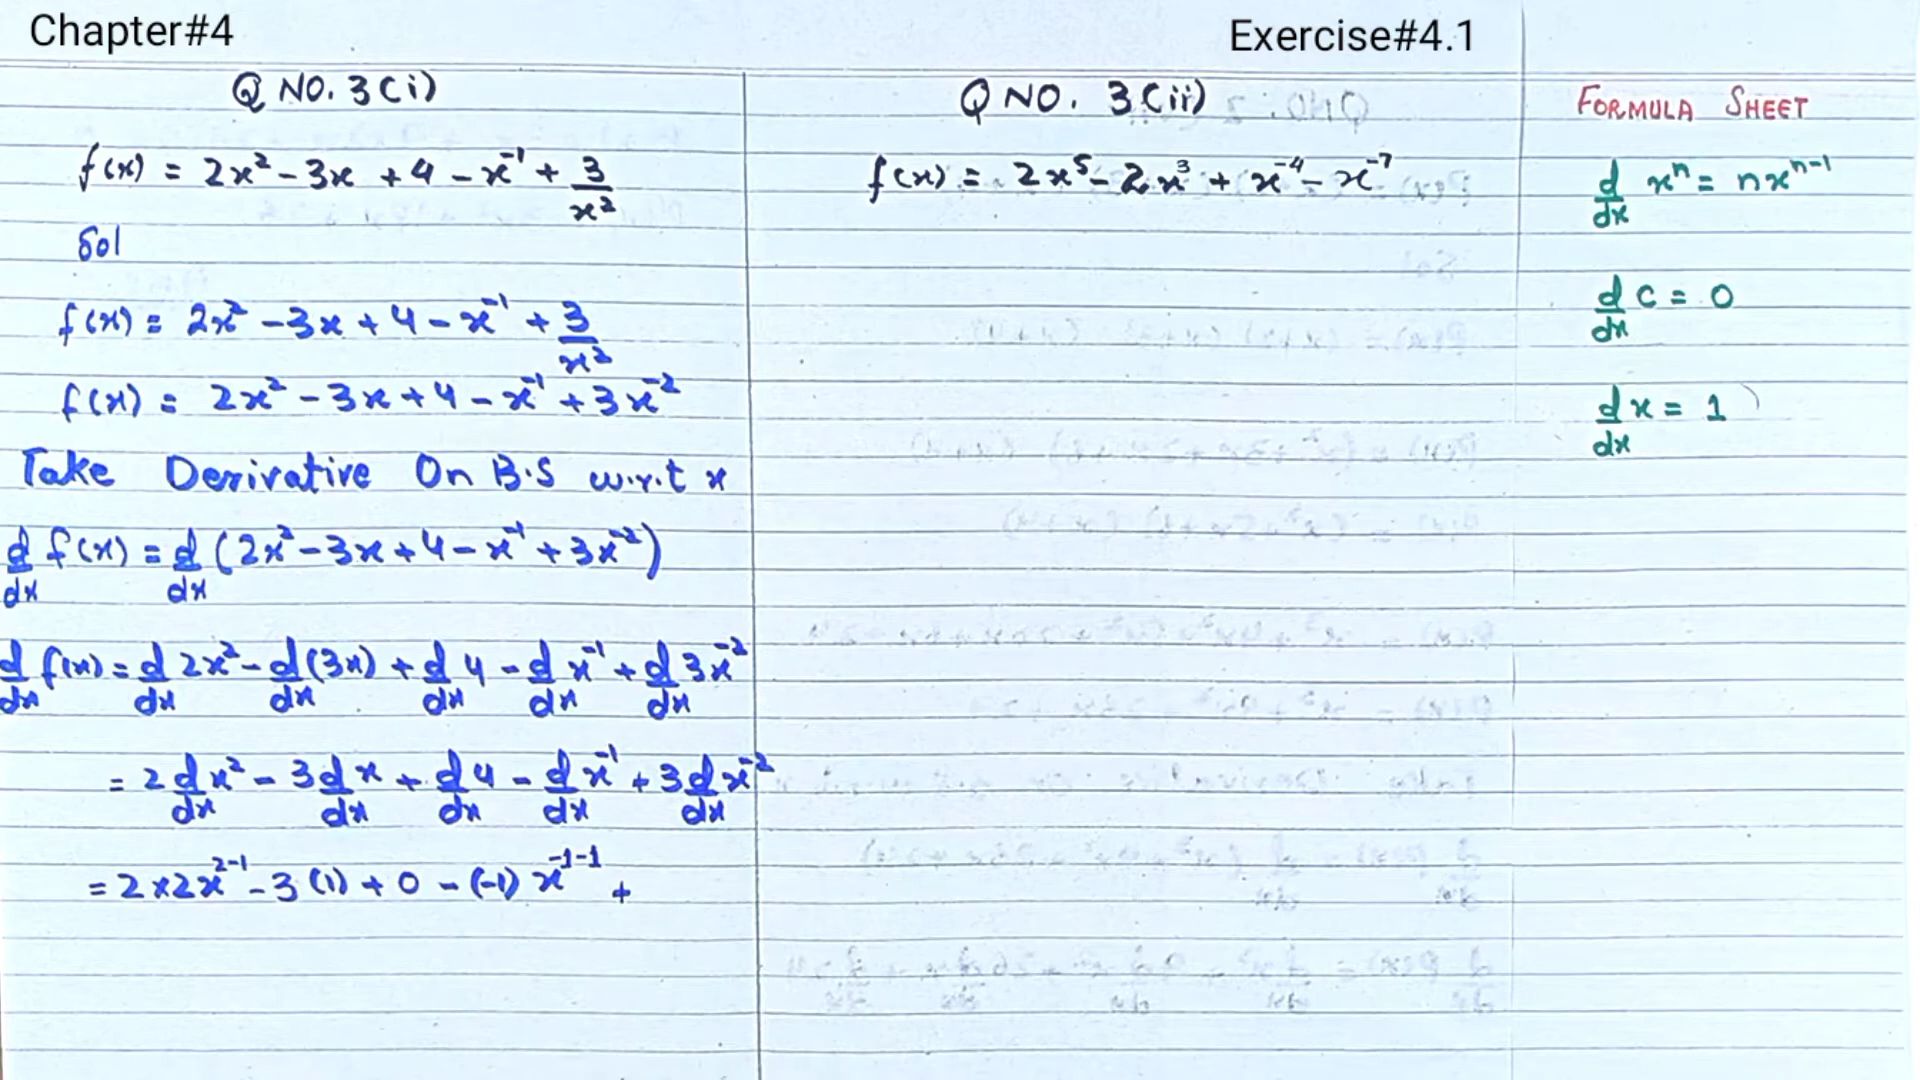 Chapter#4
Exercise#4.1
Q NO. 3(i)
f(x) = 2x² - 3x + 4 - x⁻¹ + 3/x²
Sol
f(x) = 2x² - 3x + 4 - x⁻¹ + 3/x²
f(x) = 2x² - 3x + 4 - x⁻¹ + 3x⁻²
Take Derivative On B.S w.r.t x
d/dx f(x) = d/dx (2x² - 3x + 4 - x⁻¹ + 3x⁻²)
d/dx f(x) = d/dx 2x² - d/dx (3x) + d/dx 4 - d/dx x⁻¹ + d/dx 3x⁻²
= 2 d/dx x² - 3 d/dx x + d/dx 4 - d/dx x⁻¹ + 3 d/dx x⁻²
= 2×2x²⁻¹ - 3(1) + 0 - (-1) x⁻¹⁻¹ +
Q NO. 3(ii)
f(x) = 2x⁵ - 2x³ + x⁻⁴ - x⁻⁷
FORMULA SHEET
d/dx xⁿ = nxⁿ⁻¹
d/dx c = 0
d/dx x = 1